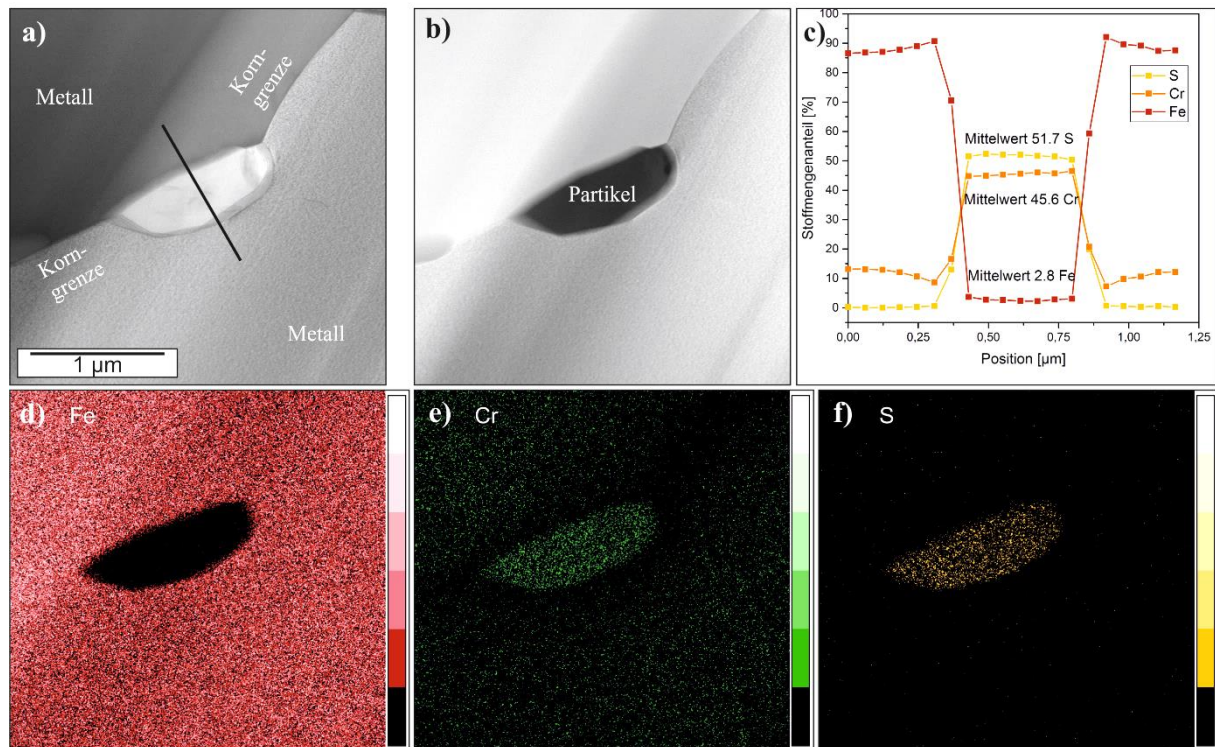 a)
Korn-
grenze
Metall
Korn-
grenze
Metall
1 µm
b)
Partikel
c)
Stoffmengenanteil [%]
100
90
80
70
60
50
40
30
20
10
0
S
Cr
Fe
Mittelwert 51.7 S
Mittelwert 45.6 Cr
Mittelwert 2.8 Fe
0,00
0,25
0,50
0,75
1,00
1,25
Position [µm]
d) Fe
e) Cr
f) S